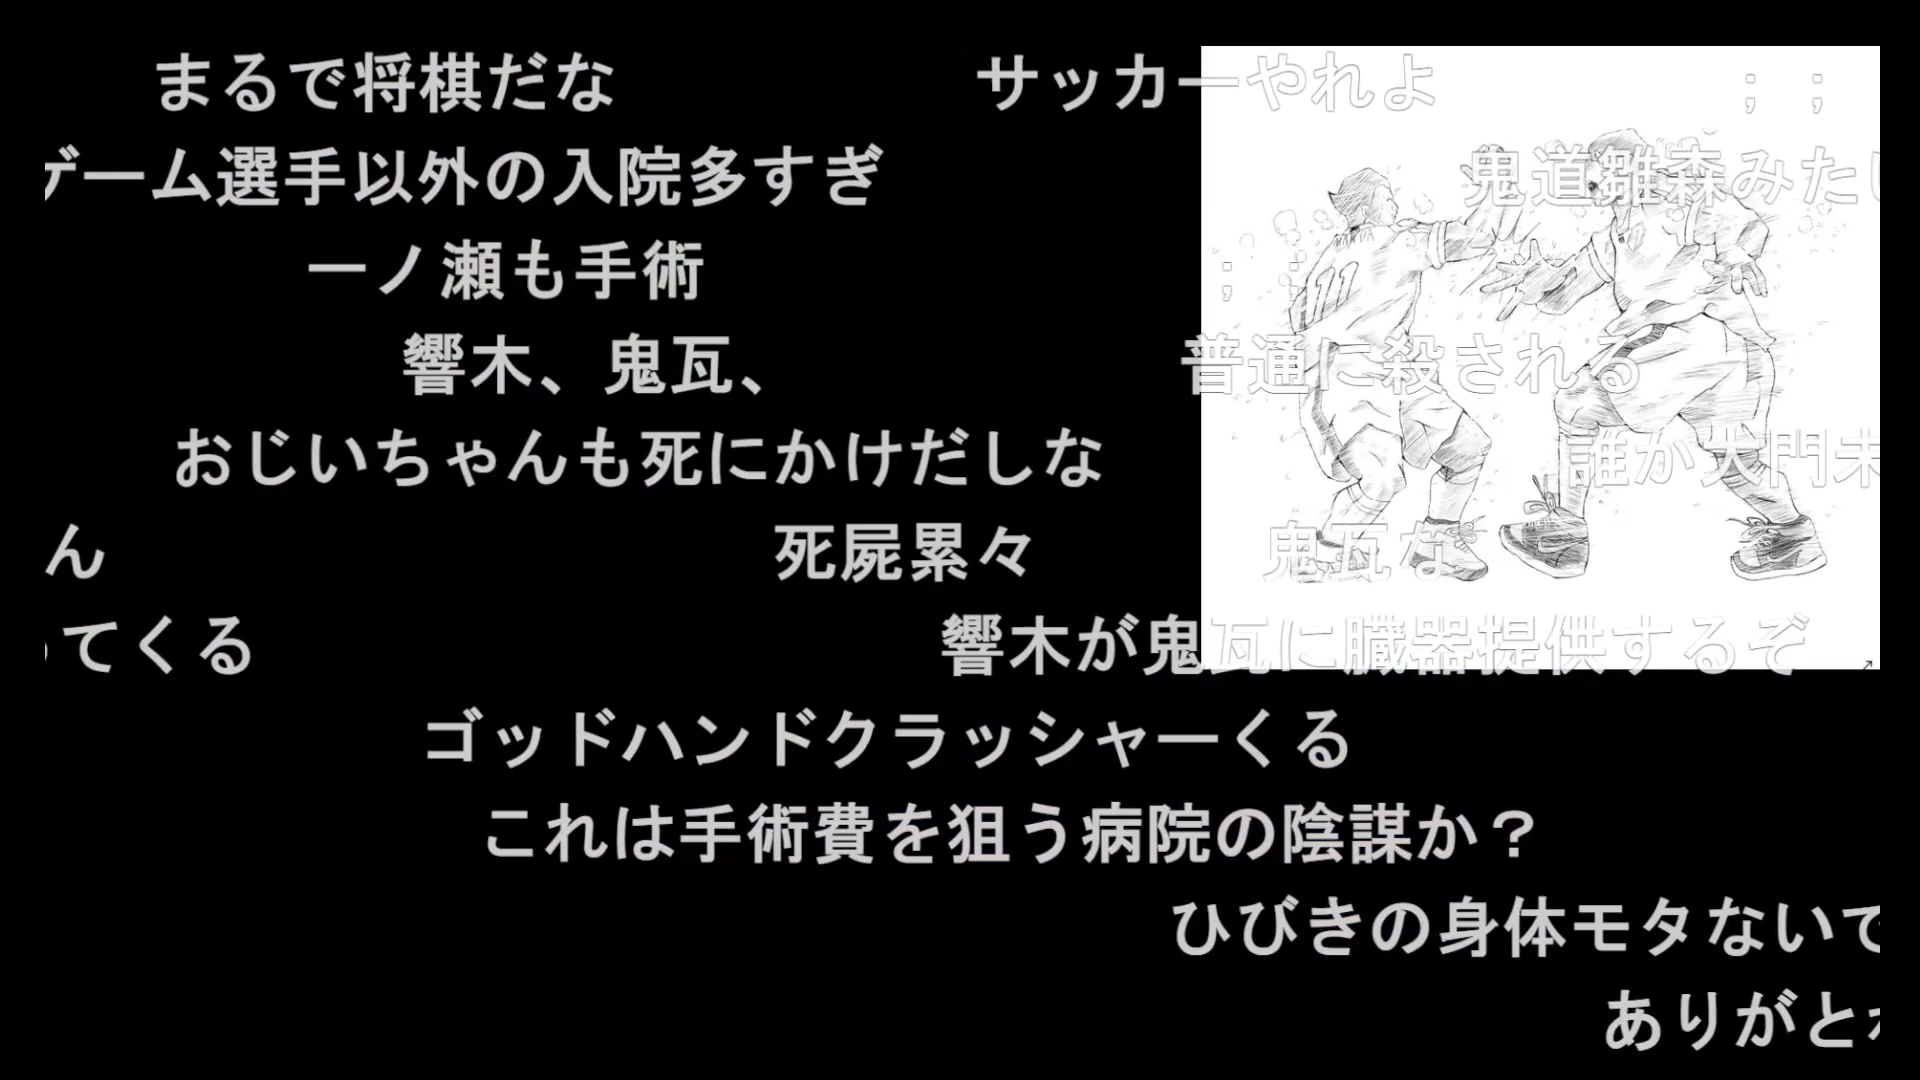 まるで将棋だな
サッカーやれよ
; ;
ゲーム選手以外の入院多すぎ
鬼道雛森みたい
一ノ瀬も手術
; ;
11
響木、鬼瓦、
普通に殺される
おじいちゃんも死にかけだしな
誰か大門未
ん
死屍累々
鬼瓦な
てくる
響木が鬼瓦に臓器提供するぞ
ゴッドハンドクラッシャーくる
これは手術費を狙う病院の陰謀か？
ひびきの身体モタないで
ありがと